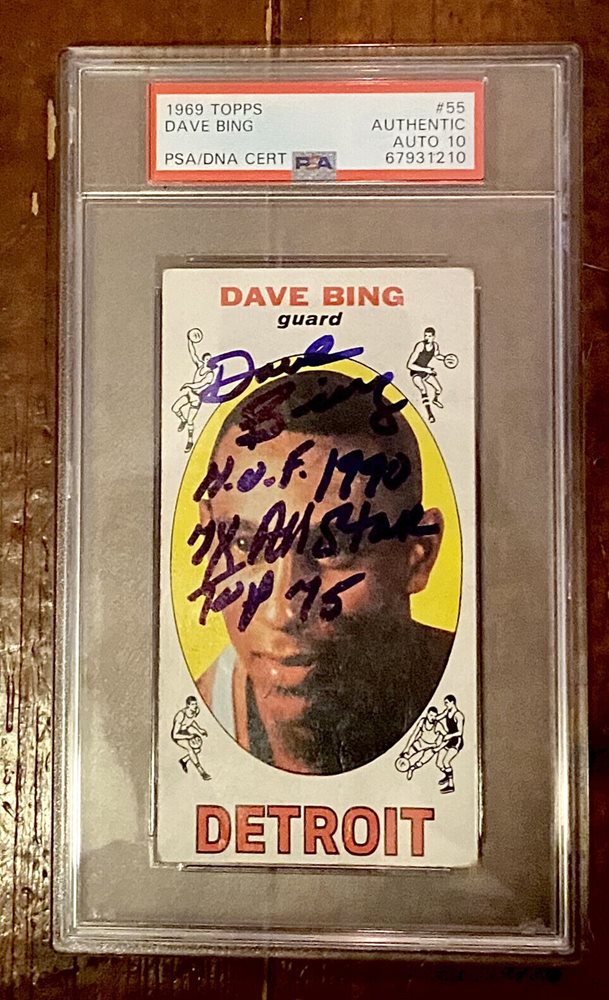 1969 TOPPS #55
DAVE BING AUTHENTIC
AUTO 10
PSA/DNA CERT PSA 67931210
DAVE BING
guard
Dave
Bing
H.O.F. 1990
7X All Star
Top 75
DETROIT